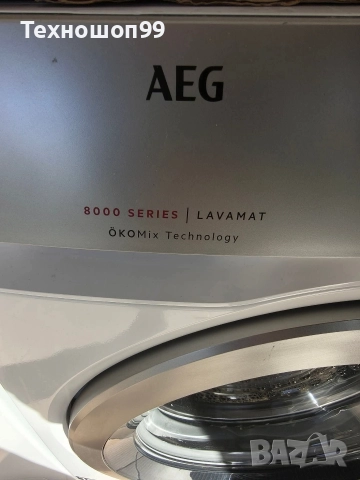 Техношоп99
AEG
8000 SERIES | LAVAMAT
ÖKOMix Technology
BAZAR